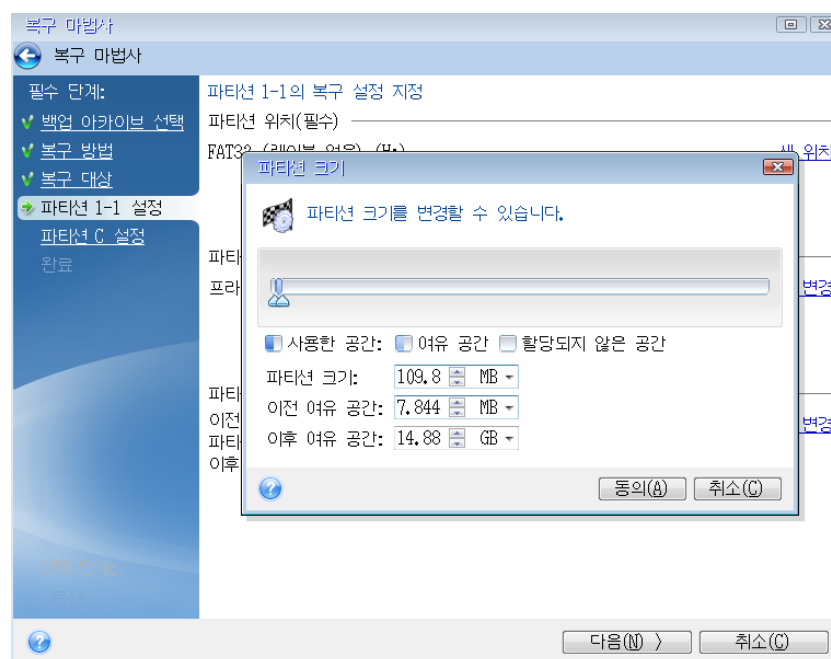 복구 마법사
복구 마법사
필수 단계:
백업 아카이브 선택
복구 방법
복구 대상
파티션 1-1 설정
파티션 C 설정
완료
파티션 1-1의 복구 설정 지정
파티션 위치(필수)
위치
변경
변경
이전
이후
파티션 크기
파티션 크기를 변경할 수 있습니다.
사용한 공간: 여유 공간 할당되지 않은 공간
파티션 크기: 109.8 MB
이전 여유 공간: 7.844 MB
이후 여유 공간: 14.88 GB
동의(A) 취소(C)
다음(N) 〉 취소(C)